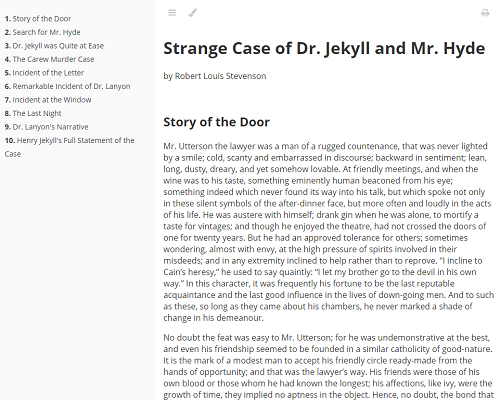 1. Story of the Door
2. Search for Mr. Hyde
3. Dr. Jekyll was Quite at Ease
4. The Carew Murder Case
5. Incident of the Letter
6. Remarkable Incident of Dr. Lanyon
7. Incident at the Window
8. The Last Night
9. Dr. Lanyon's Narrative
10. Henry Jekyll's Full Statement of the
Case
Strange Case of Dr. Jekyll and Mr. Hyde
by Robert Louis Stevenson
Story of the Door
Mr. Utterson the lawyer was a man of a rugged countenance, that was never lighted
by a smile; cold, scanty and embarrassed in discourse; backward in sentiment; lean,
long, dusty, dreary, and yet somehow lovable. At friendly meetings, and when the
wine was to his taste, something eminently human beaconed from his eye;
something indeed which never found its way into his talk, but which spoke not only
in these silent symbols of the after-dinner face, but more often and loudly in the acts
of his life. He was austere with himself; drank gin when he was alone, to mortify a
taste for vintages; and though he enjoyed the theatre, had not crossed the doors of
one for twenty years. But he had an approved tolerance for others; sometimes
wondering, almost with envy, at the high pressure of spirits involved in their
misdeeds; and in any extremity inclined to help rather than to reprove. “I incline to
Cain’s heresy,” he used to say quaintly: “I let my brother go to the devil in his own
way.” In this character, it was frequently his fortune to be the last reputable
acquaintance and the last good influence in the lives of down-going men. And to such
as these, so long as they came about his chambers, he never marked a shade of
change in his demeanour.
No doubt the feat was easy to Mr. Utterson; for he was undemonstrative at the best,
and even his friendship seemed to be founded in a similar catholicity of good-nature.
It is the mark of a modest man to accept his friendly circle ready-made from the
hands of opportunity; and that was the lawyer’s way. His friends were those of his
own blood or those whom he had known the longest; his affections, like ivy, were the
growth of time, they implied no aptness in the object. Hence, no doubt, the bond that